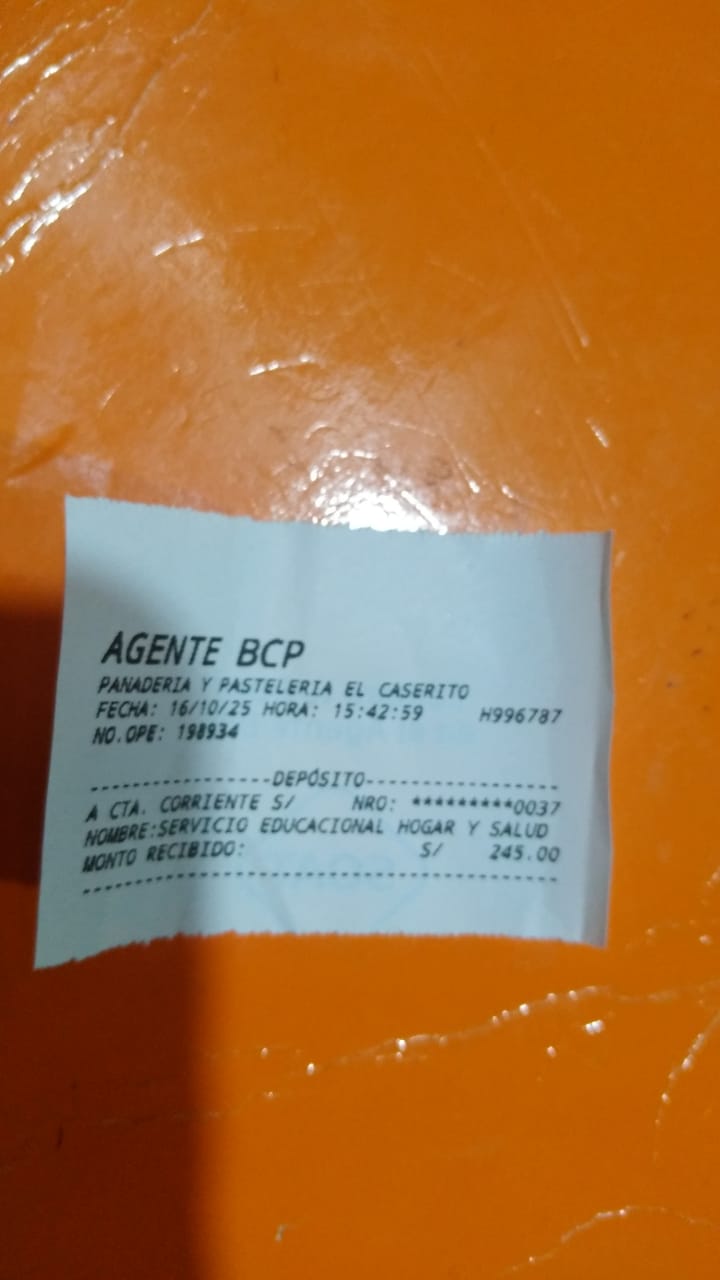 AGENTE BCP
PANADERIA Y PASTELERIA EL CASERITO
FECHA: 16/10/25 HORA: 15:42:59 H996787
NO.OPE: 198934
--------------------DEPÓSITO---------------------
A CTA. CORRIENTE S/ NRO: *********0037
NOMBRE:SERVICIO EDUCACIONAL HOGAR Y SALUD
MONTO RECIBIDO: S/ 245.00